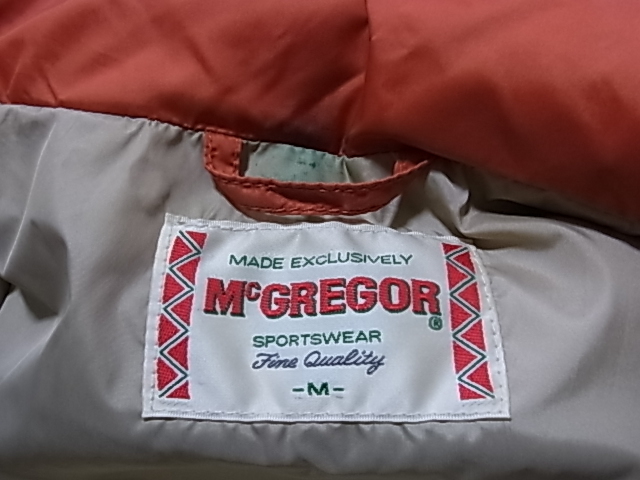 MADE EXCLUSIVELY
McGREGOR®
SPORTSWEAR
Fine Quality
-M-